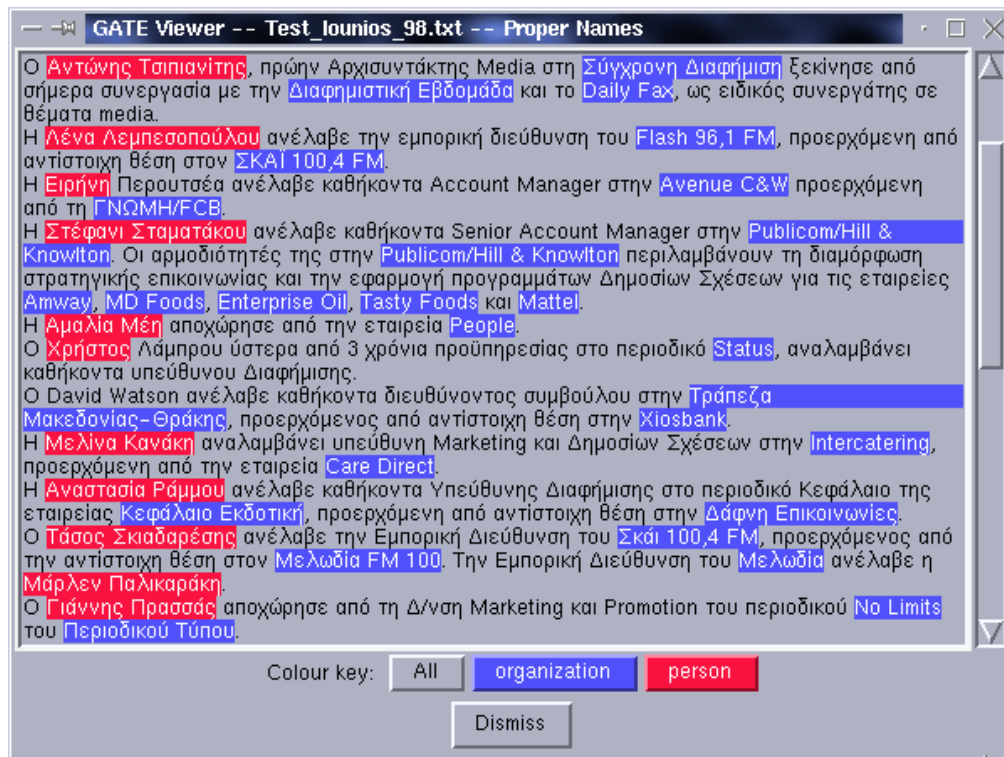 GATE Viewer -- Test_Iounios_98.txt -- Proper Names
Ο Αντώνης Τσιπιανίτης, πρώην Αρχισυντάκτης Media στη Σύγχρονη Διαφήμιση ξεκίνησε από
σήμερα συνεργασία με την Διαφημιστική Εβδομάδα και το Daily Fax, ως ειδικός συνεργάτης σε
θέματα media.
Η Λένα Λεμπεσοπούλου ανέλαβε την εμπορική διεύθυνση του Flash 96,1 FM, προερχόμενη από
αντίστοιχη θέση στον ΣΚΑΪ 100,4 FM.
Η Ειρήνη Περουτσέα ανέλαβε καθήκοντα Account Manager στην Avenue C&W προερχόμενη
από τη ΓΝΩΜΗ/FCB.
Η Στέφανι Σταματάκου ανέλαβε καθήκοντα Senior Account Manager στην Publicom/Hill &
Knowlton. Οι αρμοδιότητές της στην Publicom/Hill & Knowlton περιλαμβάνουν τη διαμόρφωση
στρατηγικής επικοινωνίας και την εφαρμογή προγραμμάτων Δημοσίων Σχέσεων για τις εταιρείες
Amway, MD Foods, Enterprise Oil, Tasty Foods και Mattel.
Η Αμαλία Μέη αποχώρησε από την εταιρεία People.
Ο Χρήστος Λάμπρου ύστερα από 3 χρόνια προϋπηρεσίας στο περιοδικό Status, αναλαμβάνει
καθήκοντα υπεύθυνου Διαφήμισης.
Ο David Watson ανέλαβε καθήκοντα διευθύνοντος συμβούλου στην Τράπεζα
Μακεδονίας-Θράκης, προερχόμενος από αντίστοιχη θέση στην Xiosbank.
Η Μελίνα Κανάκη αναλαμβάνει υπεύθυνη Marketing και Δημοσίων Σχέσεων στην Intercatering,
προερχόμενη από την εταιρεία Care Direct.
Η Αναστασία Ράμμου ανέλαβε καθήκοντα Υπεύθυνης Διαφήμισης στο περιοδικό Κεφάλαιο της
εταιρείας Κεφάλαιο Εκδοτική, προερχόμενη από αντίστοιχη θέση στην Δάφνη Επικοινωνίες.
Ο Τάσος Σκιαδαρέσης ανέλαβε την Εμπορική Διεύθυνση του Σκάι 100,4 FM, προερχόμενος από
την αντίστοιχη θέση στον Μελωδία FM 100. Την Εμπορική Διεύθυνση του Μελωδία ανέλαβε η
Μάρλεν Παλικαράκη.
Ο Γιάννης Πρασσάς αποχώρησε από τη Δ/νση Marketing και Promotion του περιοδικού No Limits
του Περιοδικού Τύπου.
Colour key: All organization person
Dismiss